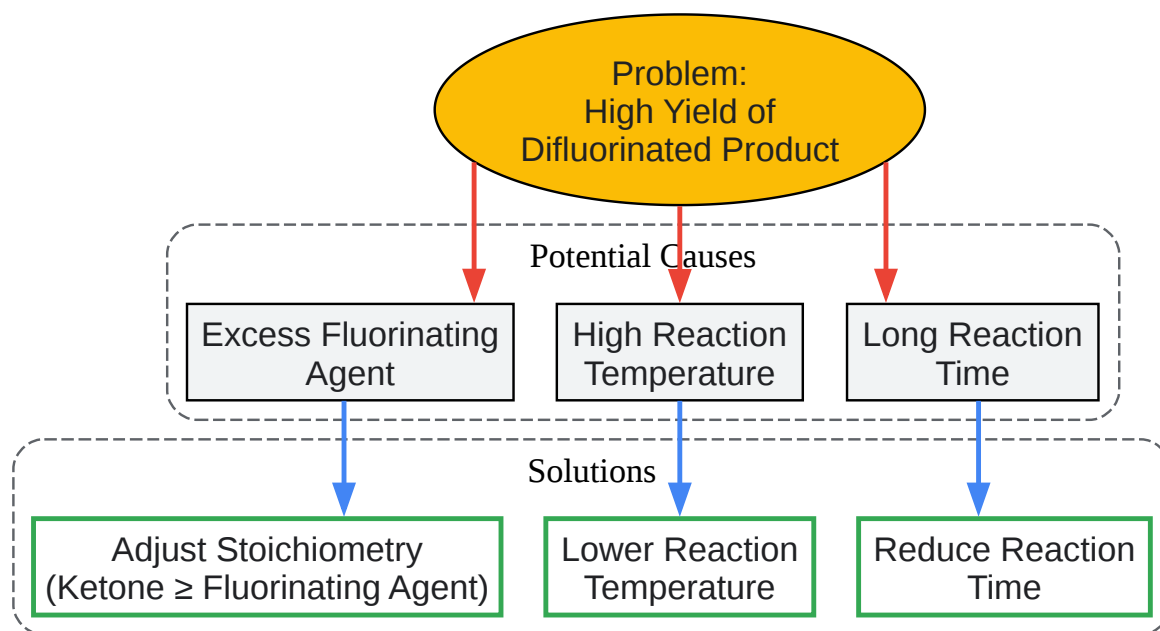 Problem:
High Yield of
Difluorinated Product
Potential Causes
Excess Fluorinating
Agent
High Reaction
Temperature
Long Reaction
Time
Solutions
Adjust Stoichiometry
(Ketone ≥ Fluorinating Agent)
Lower Reaction
Temperature
Reduce Reaction
Time